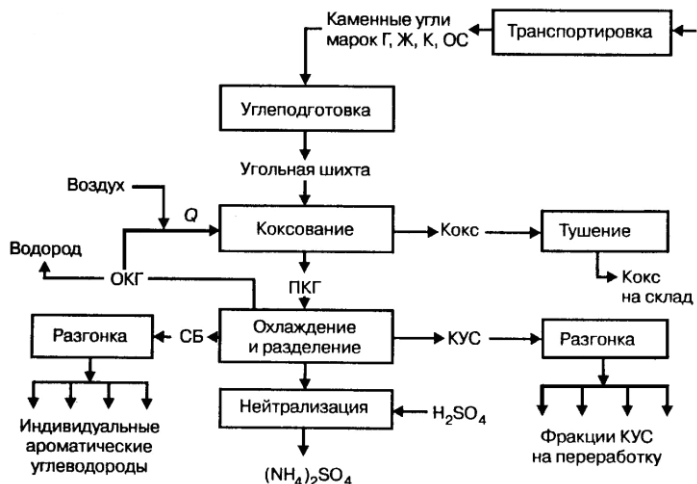 Каменные угли
марок Г, Ж, К, ОС
Транспортировка
Углеподготовка
Угольная шихта
Воздух
Q
Коксование
Кокс
Тушение
Водород
ОКГ
ПКГ
Кокс
на склад
Разгонка
СБ
Охлаждение
и разделение
КУС
Разгонка
Нейтрализация
H₂SO₄
Индивидуальные
ароматические
углеводороды
Фракции КУС
на переработку
(NH₄)₂SO₄